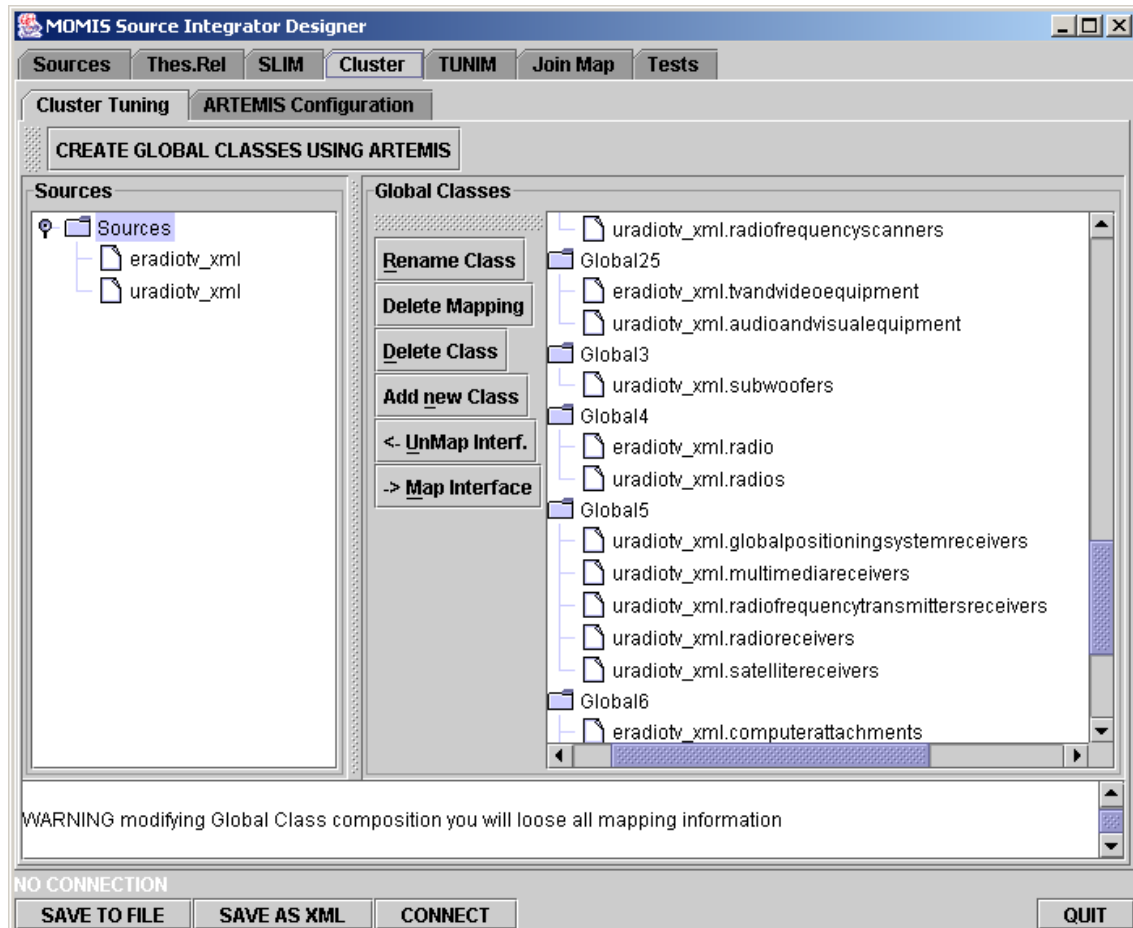 MOMIS Source Integrator Designer
Sources Thes.Rel SLIM Cluster TUNIM Join Map Tests
Cluster Tuning ARTEMIS Configuration
CREATE GLOBAL CLASSES USING ARTEMIS
Sources
Sources
eradiotv_xml
uradiotv_xml
Global Classes
Rename Class
Delete Mapping
Delete Class
Add new Class
<- UnMap Interf.
-> Map Interface
uradiotv_xml.radiofrequencyscanners
Global25
eradiotv_xml.tvandvideoequipment
uradiotv_xml.audioandvisualequipment
Global3
uradiotv_xml.subwoofers
Global4
eradiotv_xml.radio
uradiotv_xml.radios
Global5
uradiotv_xml.globalpositioningsystemreceivers
uradiotv_xml.multimediareceivers
uradiotv_xml.radiofrequencytransmittersreceivers
uradiotv_xml.radioreceivers
uradiotv_xml.satellitereceivers
Global6
eradiotv_xml.computerattachments
WARNING modifying Global Class composition you will loose all mapping information
NO CONNECTION
SAVE TO FILE SAVE AS XML CONNECT QUIT